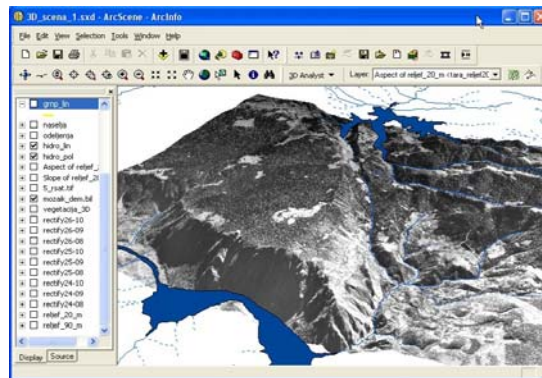 3D_scena_1.sxd - ArcScene - ArcInfo
File Edit View Selection Tools Window Help
3D Analyst Layer: Aspect of reljef_20_m <tara_reljef20
gmp_lin
naselja
odeljenja
hidro_lin
hidro_pol
Aspect of reljef_2
Slope of reljef_20
5_rsat.tif
mozaik_dem.bil
vegetacija_3D
rectify26-10
rectify26-09
rectify26-08
rectify25-10
rectify25-09
rectify25-08
rectify24-10
rectify24-09
rectify24-08
reljef_20_m
reljef_90_m
Display Source